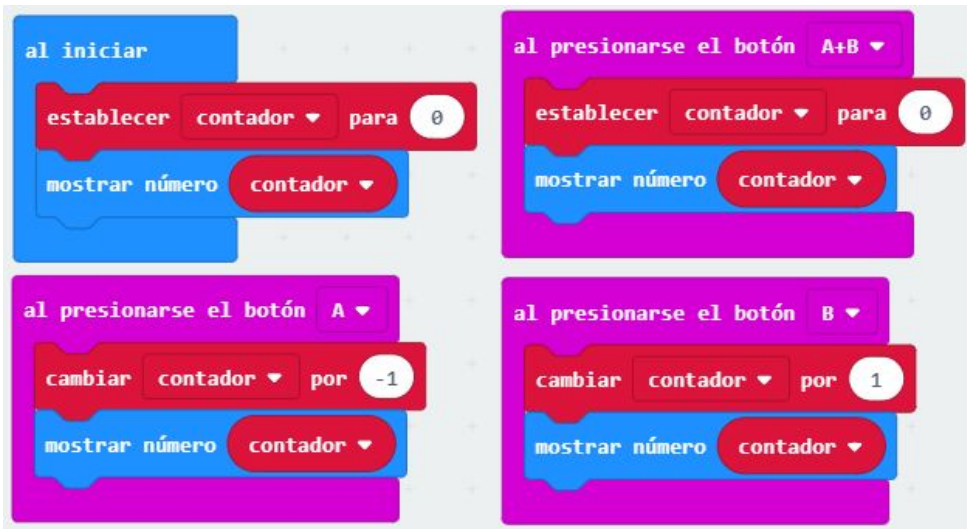 al iniciar
establecer contador para 0
mostrar número contador
al presionarse el botón A+B
establecer contador para 0
mostrar número contador
al presionarse el botón A
cambiar contador por -1
mostrar número contador
al presionarse el botón B
cambiar contador por 1
mostrar número contador